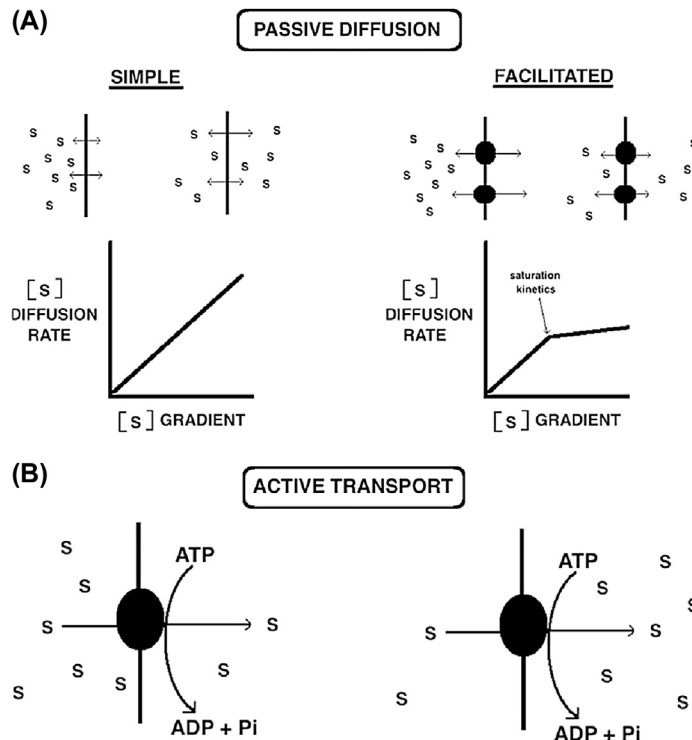 (A)
PASSIVE DIFFUSION
SIMPLE
FACILITATED
S S S S S S S S
S S S S S S S S S
S S S S S S S S S
S S S S S S S S S S
[S]
DIFFUSION
RATE
[S] GRADIENT
[S]
DIFFUSION
RATE
saturation
kinetics
[S] GRADIENT
(B)
ACTIVE TRANSPORT
S
ATP
S
S
S
S
S
S
S
ADP + Pi
ATP
S
S
S
S
S
S
S
S
ADP + Pi